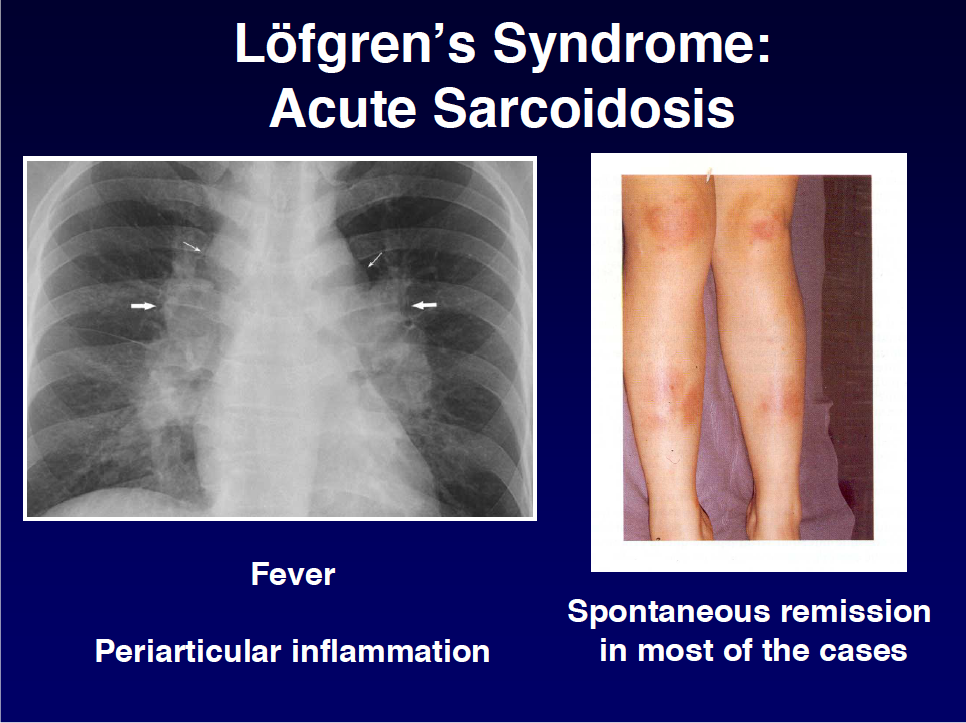 Löfgren’s Syndrome:
Acute Sarcoidosis
Fever
Periarticular inflammation
Spontaneous remission
in most of the cases